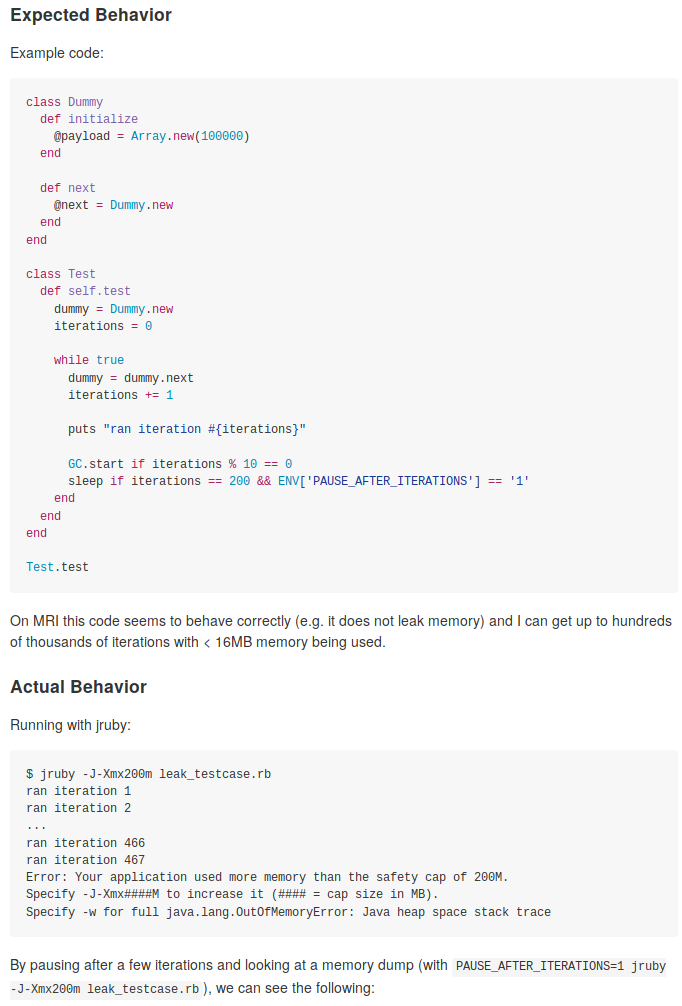 Expected Behavior
Example code:
class Dummy
  def initialize
    @payload = Array.new(100000)
  end

  def next
    @next = Dummy.new
  end
end

class Test
  def self.test
    dummy = Dummy.new
    iterations = 0

    while true
      dummy = dummy.next
      iterations += 1

      puts "ran iteration #{iterations}"

      GC.start if iterations % 10 == 0
      sleep if iterations == 200 && ENV['PAUSE_AFTER_ITERATIONS'] == '1'
    end
  end
end

Test.test
On MRI this code seems to behave correctly (e.g. it does not leak memory) and I can get up to hundreds
of thousands of iterations with < 16MB memory being used.
Actual Behavior
Running with jruby:
$ jruby -J-Xmx200m leak_testcase.rb
ran iteration 1
ran iteration 2
...
ran iteration 466
ran iteration 467
Error: Your application used more memory than the safety cap of 200M.
Specify -J-Xmx####M to increase it (#### = cap size in MB).
Specify -w for full java.lang.OutOfMemoryError: Java heap space stack trace
By pausing after a few iterations and looking at a memory dump (with PAUSE_AFTER_ITERATIONS=1 jruby
-J-Xmx200m leak_testcase.rb ), we can see the following: